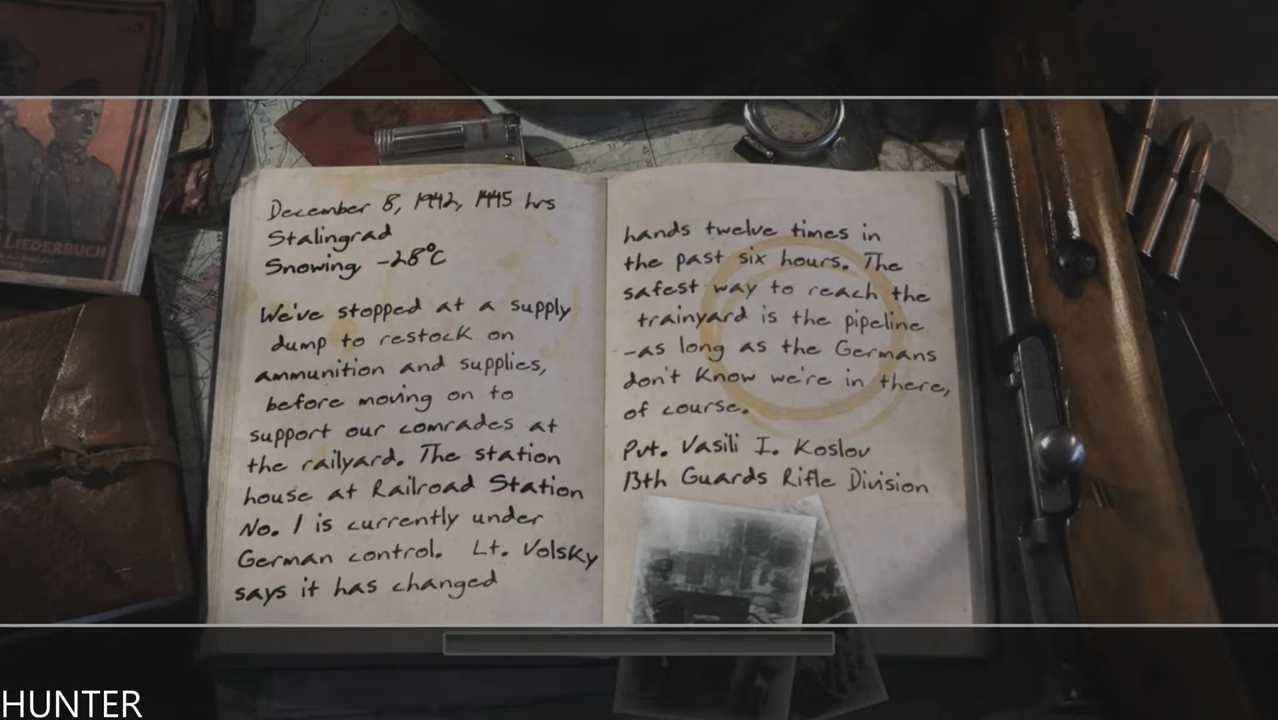 LIEDERBUCH
December 8, 1942, 1445 hrs
Stalingrad
Snowing -28°C
We've stopped at a supply
dump to restock on
ammunition and supplies,
before moving on to
support our comrades at
the railyard. The station
house at Railroad Station
No. 1 is currently under
German control. Lt. Volsky
says it has changed
hands twelve times in
the past six hours. The
safest way to reach the
trainyard is the pipeline
-as long as the Germans
don't know we're in there,
of course.
Pvt. Vasili I. Koslov
13th Guards Rifle Division
HUNTER